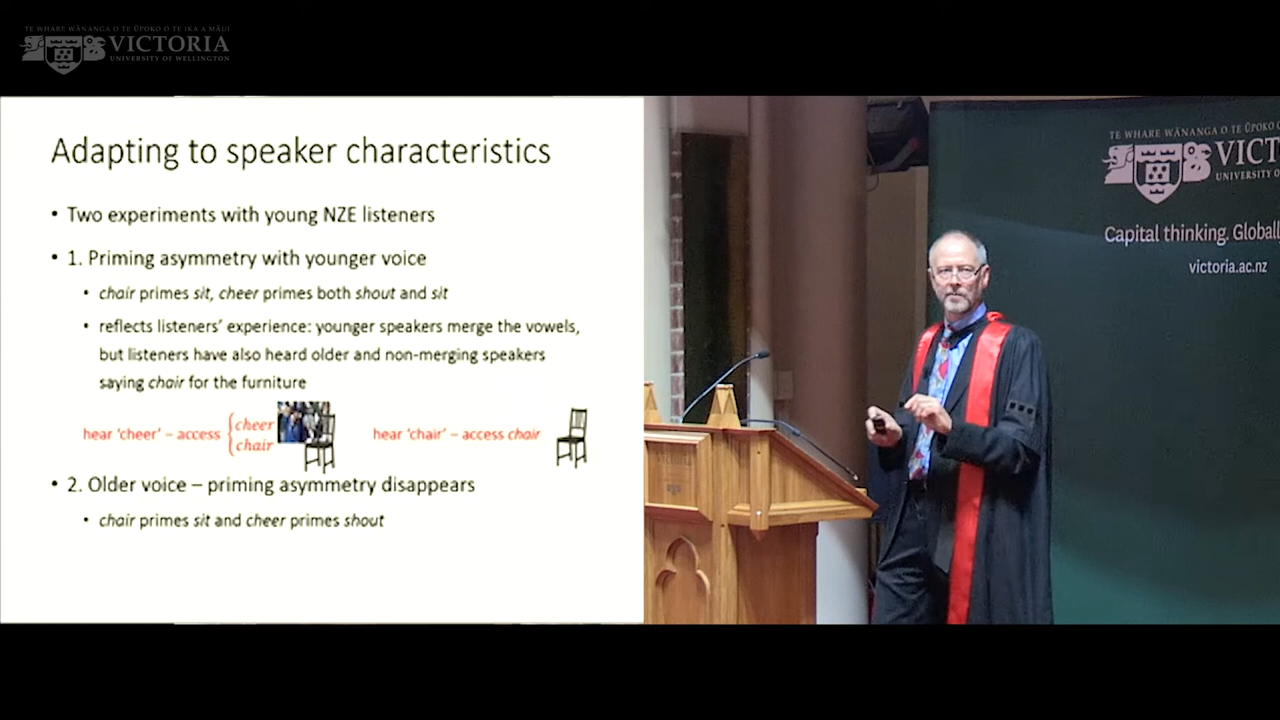 TE WHARE WĀNANGA O TE ŪPOKO O TE IKA A MĀUI
VICTORIA
UNIVERSITY OF WELLINGTON
Adapting to speaker characteristics
• Two experiments with young NZE listeners
• 1. Priming asymmetry with younger voice
• chair primes sit, cheer primes both shout and sit
• reflects listeners' experience: younger speakers merge the vowels,
but listeners have also heard older and non-merging speakers
saying chair for the furniture
hear 'cheer' – access { cheer
chair
hear 'chair' – access chair
• 2. Older voice – priming asymmetry disappears
• chair primes sit and cheer primes shout
TE WHARE WĀNANGA O TE ŪPOKO O
VICT
UNIVERSITY OF
Capital thinking. Globall
victoria.ac.nz